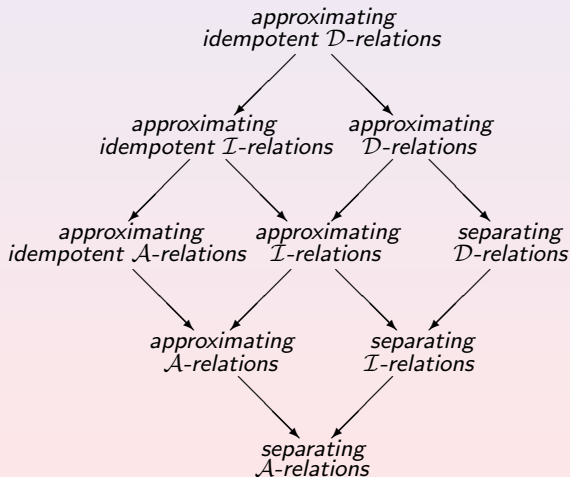 approximating
idempotent 𝒟-relations
approximating
idempotent ℐ-relations
approximating
𝒟-relations
approximating
idempotent 𝒜-relations
approximating
ℐ-relations
separating
𝒟-relations
approximating
𝒜-relations
separating
ℐ-relations
separating
𝒜-relations